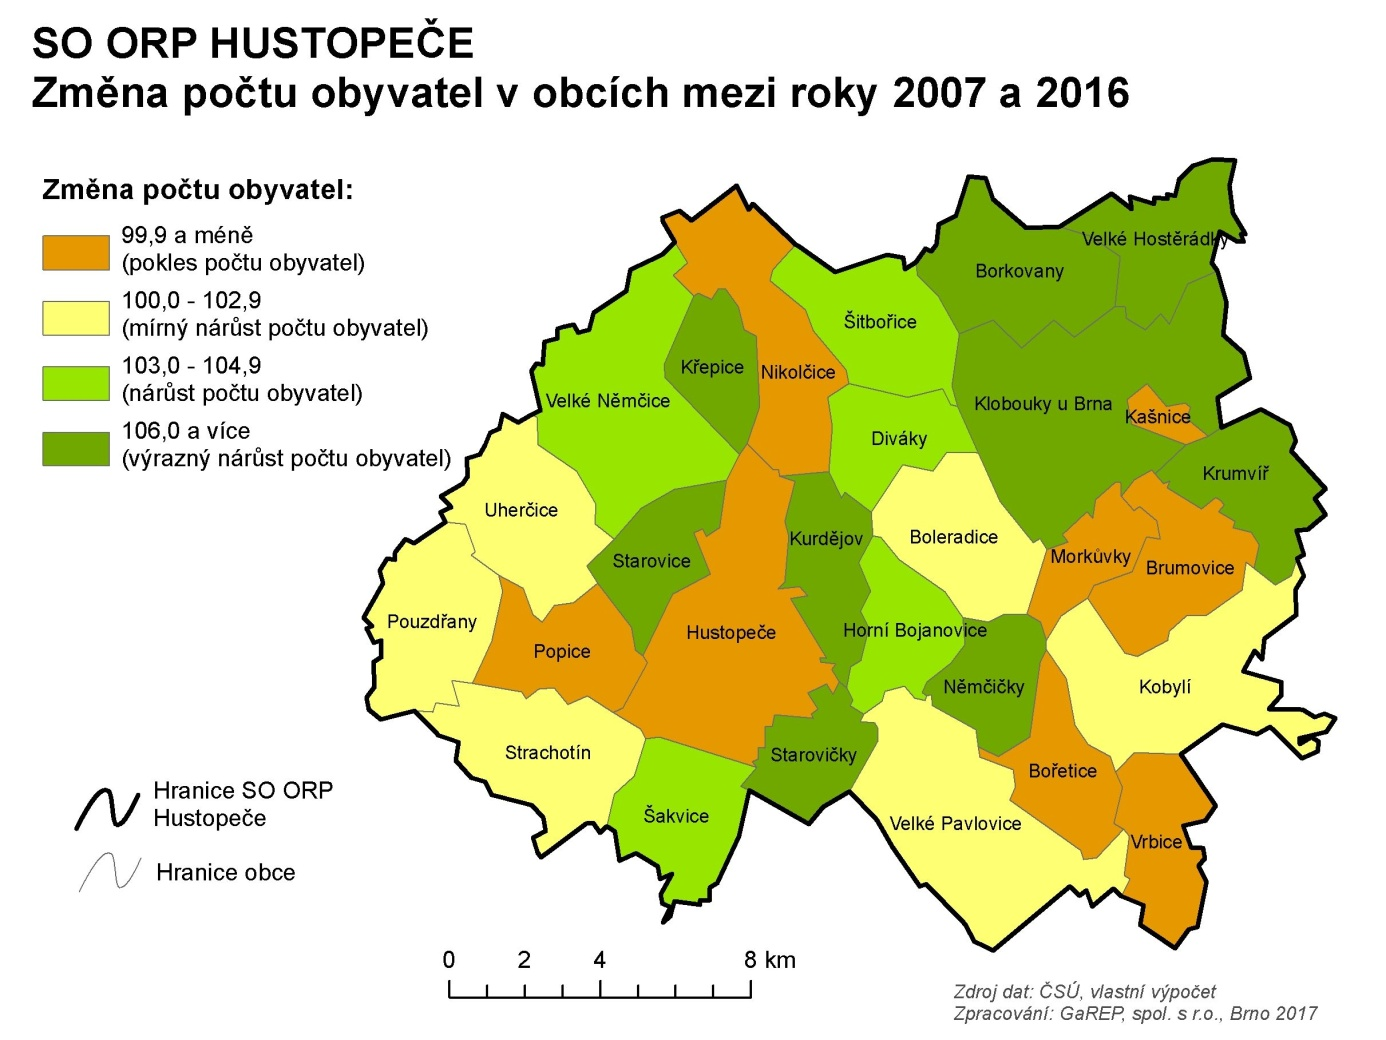 SO ORP HUSTOPEČE
Změna počtu obyvatel v obcích mezi roky 2007 a 2016
Změna počtu obyvatel:
99,9 a méně
(pokles počtu obyvatel)
100,0 - 102,9
(mírný nárůst počtu obyvatel)
103,0 - 104,9
(nárůst počtu obyvatel)
106,0 a více
(výrazný nárůst počtu obyvatel)
Velké Hostěrádky
Borkovany
Šitbořice
Křepice
Nikolčice
Velké Němčice
Klobouky u Brna
Kašnice
Diváky
Krumvíř
Uherčice
Boleradice
Kurdějov
Morkůvky
Starovice
Brumovice
Pouzdřany
Hustopeče
Horní Bojanovice
Popice
Němčičky
Kobylí
Strachotín
Starovičky
Bořetice
Šakvice
Velké Pavlovice
Vrbice
Hranice SO ORP
Hustopeče
Hranice obce
0 2 4 8 km
Zdroj dat: ČSÚ, vlastní výpočet
Zpracování: GaREP, spol. s r.o., Brno 2017